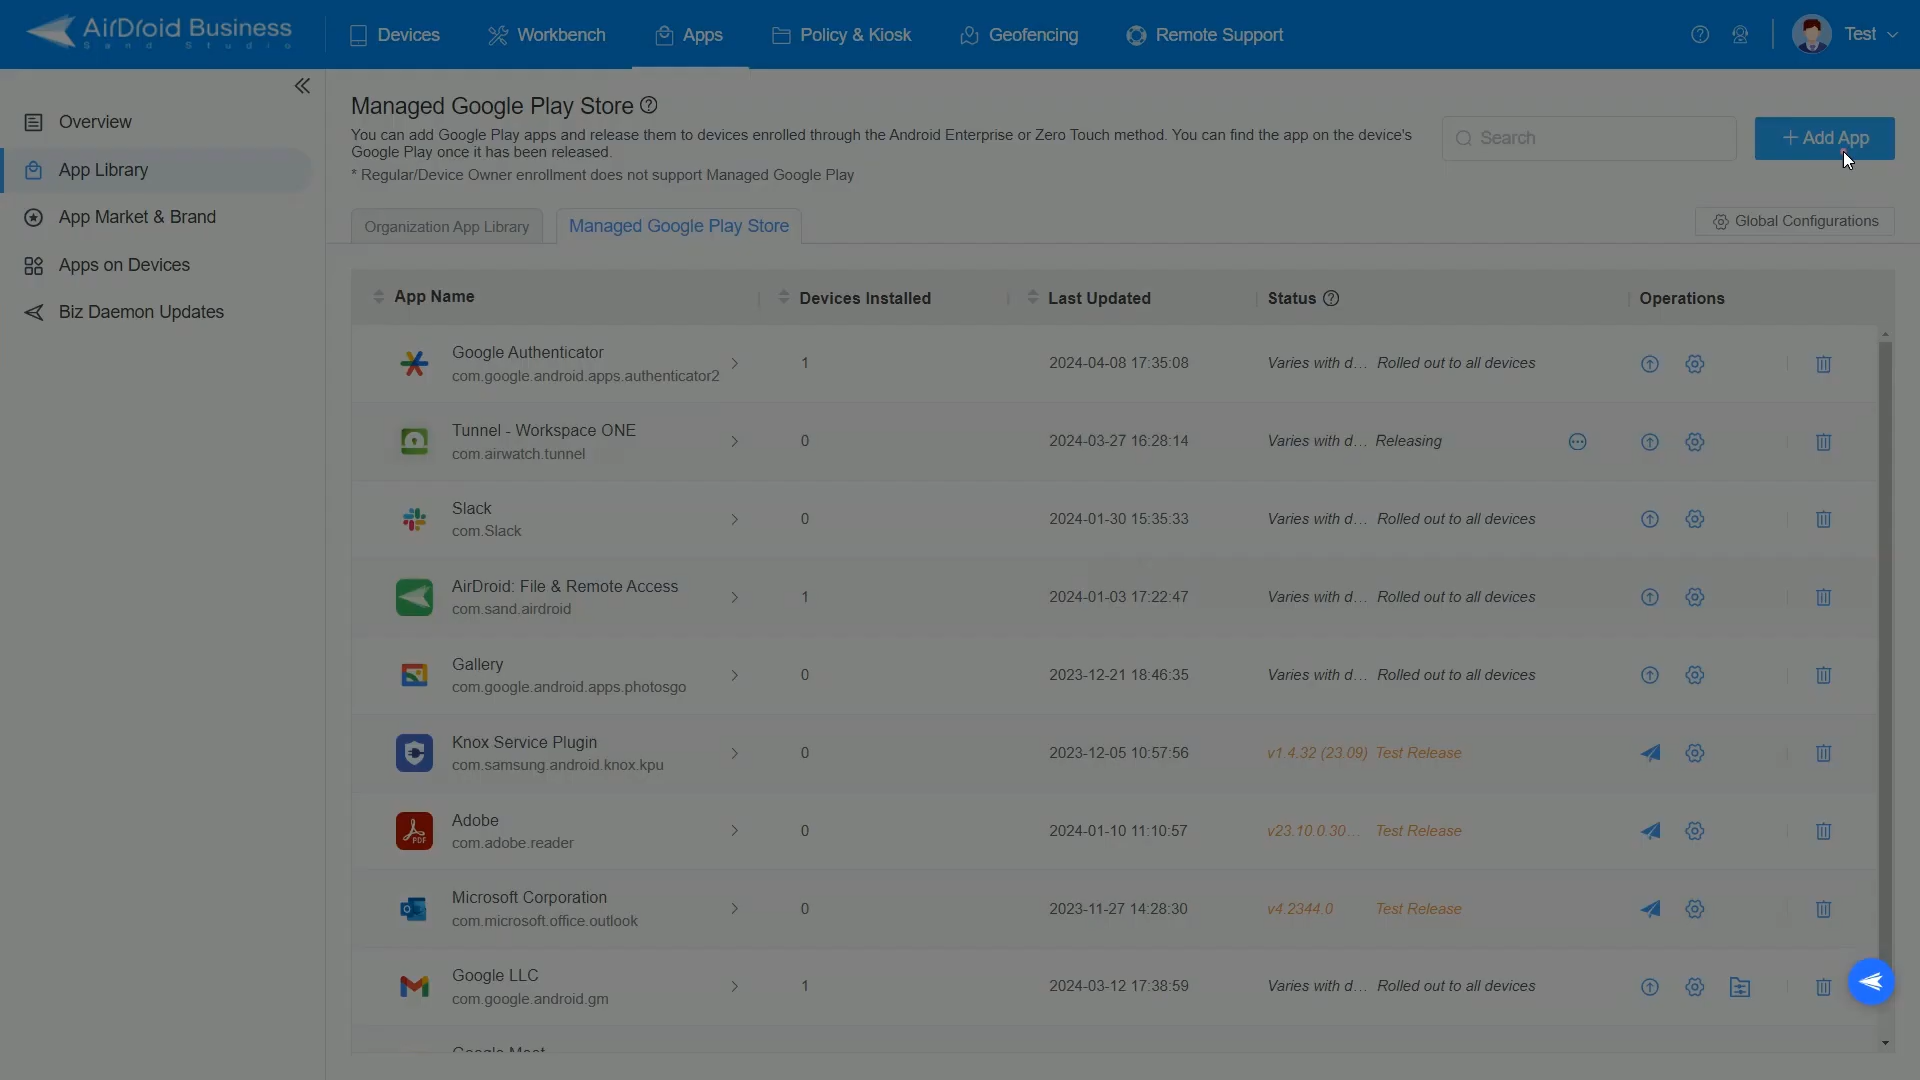 AirDroid Business
Sand Studio
Devices
Workbench
Apps
Policy & Kiosk
Geofencing
Remote Support
Test
Overview
App Library
App Market & Brand
Apps on Devices
Biz Daemon Updates
Managed Google Play Store
You can add Google Play apps and release them to devices enrolled through the Android Enterprise or Zero Touch method. You can find the app on the device's
Google Play once it has been released.
* Regular/Device Owner enrollment does not support Managed Google Play
Search
+ Add App
Organization App Library
Managed Google Play Store
Global Configurations
App Name
Devices Installed
Last Updated
Status
Operations
Google Authenticator
com.google.android.apps.authenticator2
1
2024-04-08 17:35:08
Varies with d... Rolled out to all devices
Tunnel - Workspace ONE
com.airwatch.tunnel
0
2024-03-27 16:28:14
Varies with d... Releasing
Slack
com.Slack
0
2024-01-30 15:35:33
Varies with d... Rolled out to all devices
AirDroid: File & Remote Access
com.sand.airdroid
1
2024-01-03 17:22:47
Varies with d... Rolled out to all devices
Gallery
com.google.android.apps.photosgo
0
2023-12-21 18:46:35
Varies with d... Rolled out to all devices
Knox Service Plugin
com.samsung.android.knox.kpu
0
2023-12-05 10:57:56
v1.4.32 (23.09) Test Release
Adobe
com.adobe.reader
0
2024-01-10 11:10:57
v23.10.0.30... Test Release
Microsoft Corporation
com.microsoft.office.outlook
0
2023-11-27 14:28:30
v4.2344.0 Test Release
Google LLC
com.google.android.gm
1
2024-03-12 17:38:59
Varies with d... Rolled out to all devices
Google Meet